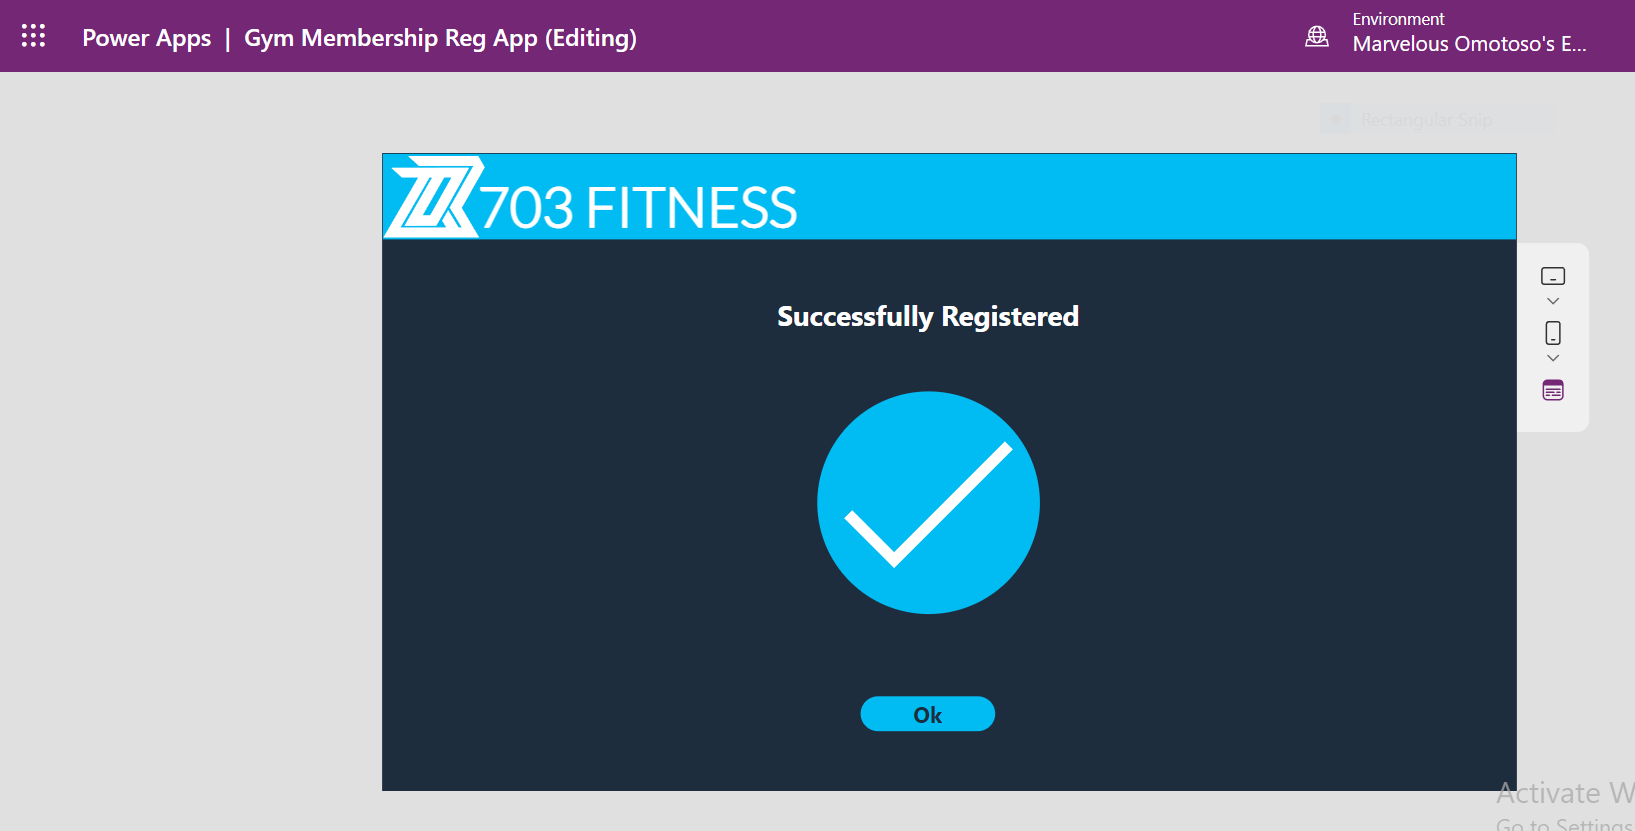 Power Apps | Gym Membership Reg App (Editing)
Environment
Marvelous Omotoso's E...
Rectangular Snip
703 FITNESS
Successfully Registered
Ok
Activate W
Go to Settings